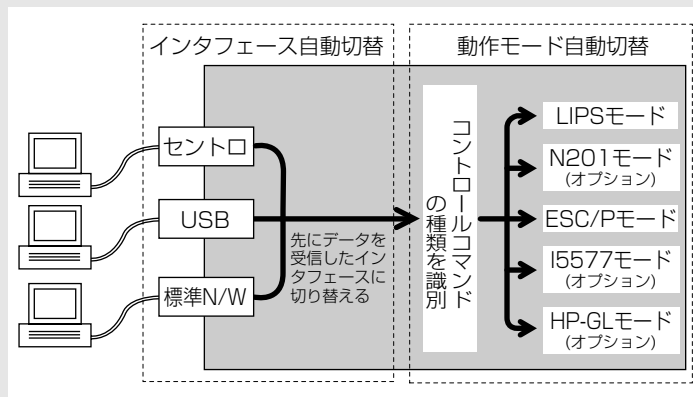 インタフェース自動切替
動作モード自動切替
セントロ
USB
標準N/W
先にデータを
受信したイン
タフェースに
切り替える
コントロールコマンド
の種類を識別
LIPSモード
N201モード
(オプション)
ESC/Pモード
I5577モード
(オプション)
HP-GLモード
(オプション)